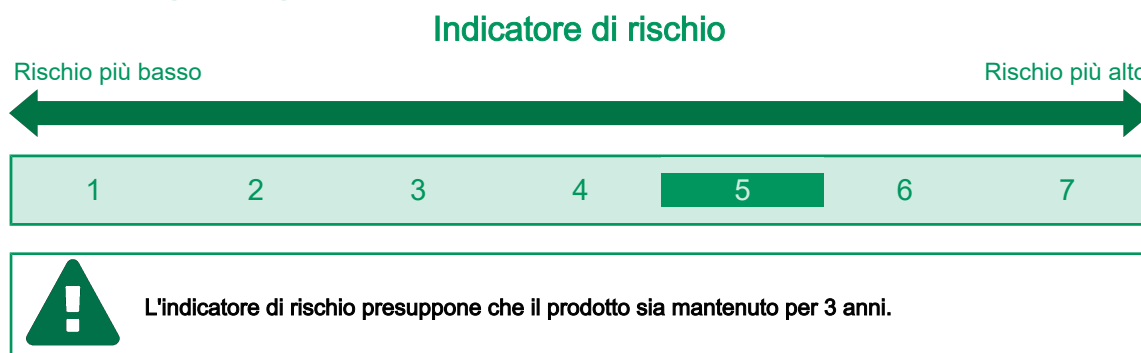 Indicatore di rischio
Rischio più basso Rischio più alto
1 2 3 4 5 6 7
L'indicatore di rischio presuppone che il prodotto sia mantenuto per 3 anni.